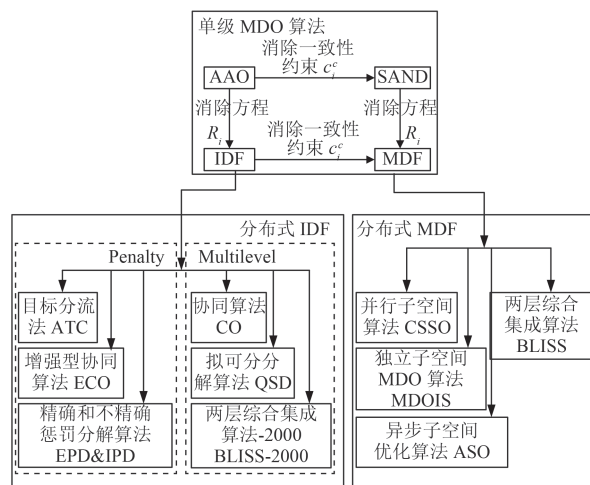 单级 MDO 算法
消除一致性
约束 c_i^c
AAO
SAND
消除方程
R_i
消除方程
R_i
消除一致性
约束 c_i^c
IDF
MDF
分布式 IDF
Penalty
Multilevel
目标分流
法 ATC
增强型协同
算法 ECO
精确和不精确
惩罚分解算法
EPD&IPD
协同算法
CO
拟可分分
解算法 QSD
两层综合集成
算法-2000
BLISS-2000
分布式 MDF
并行子空间
算法 CSSO
两层综合
集成算法
BLISS
独立子空间
MDO 算法
MDOIS
异步子空间
优化算法 ASO